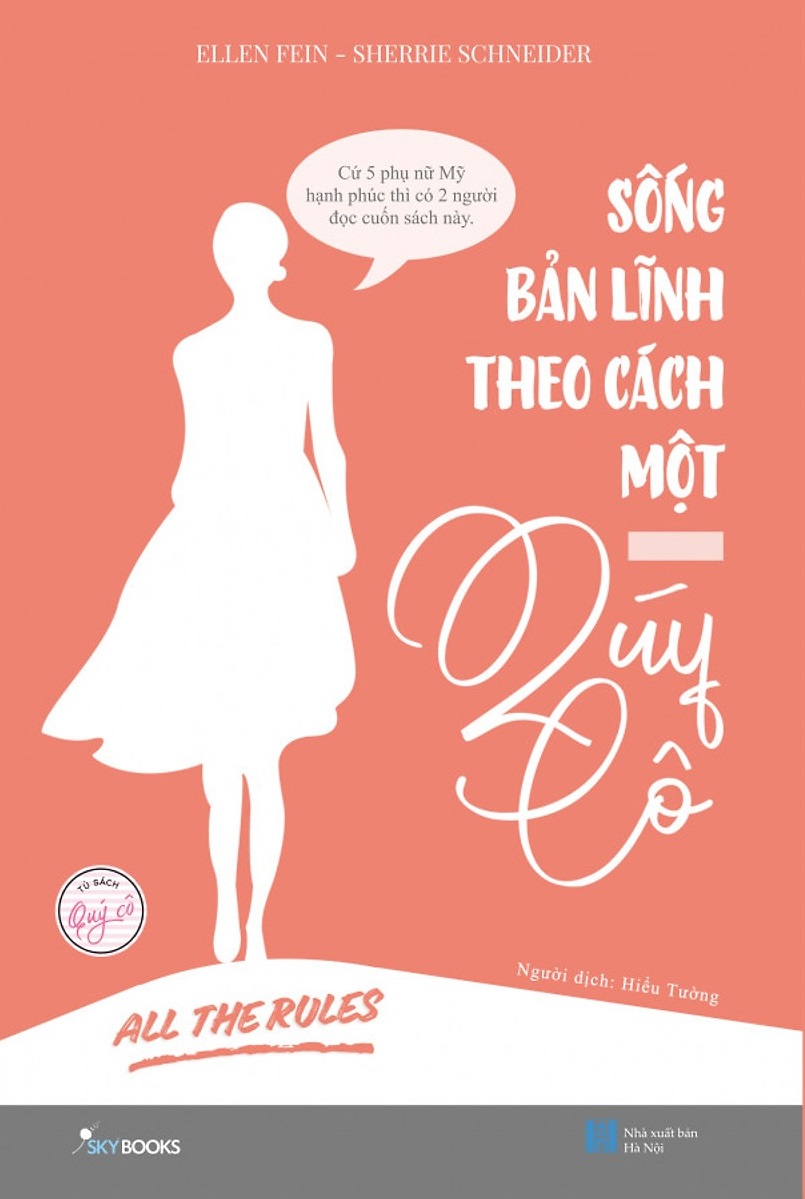 ELLEN FEIN - SHERRIE SCHNEIDER
Cứ 5 phụ nữ Mỹ
hạnh phúc thì có 2 người
đọc cuốn sách này.
SỐNG
BẢN LĨNH
THEO CÁCH
MỘT
Quý
Cô
TỦ SÁCH
Quý cô
Người dịch: Hiểu Tường
ALL THE RULES
SKYBOOKS
Nhà xuất bản
Hà Nội